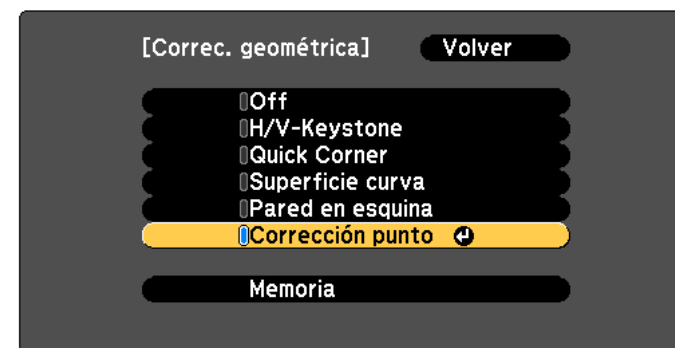 [Correc. geométrica] Volver
Off
H/V-Keystone
Quick Corner
Superficie curva
Pared en esquina
Corrección punto
Memoria